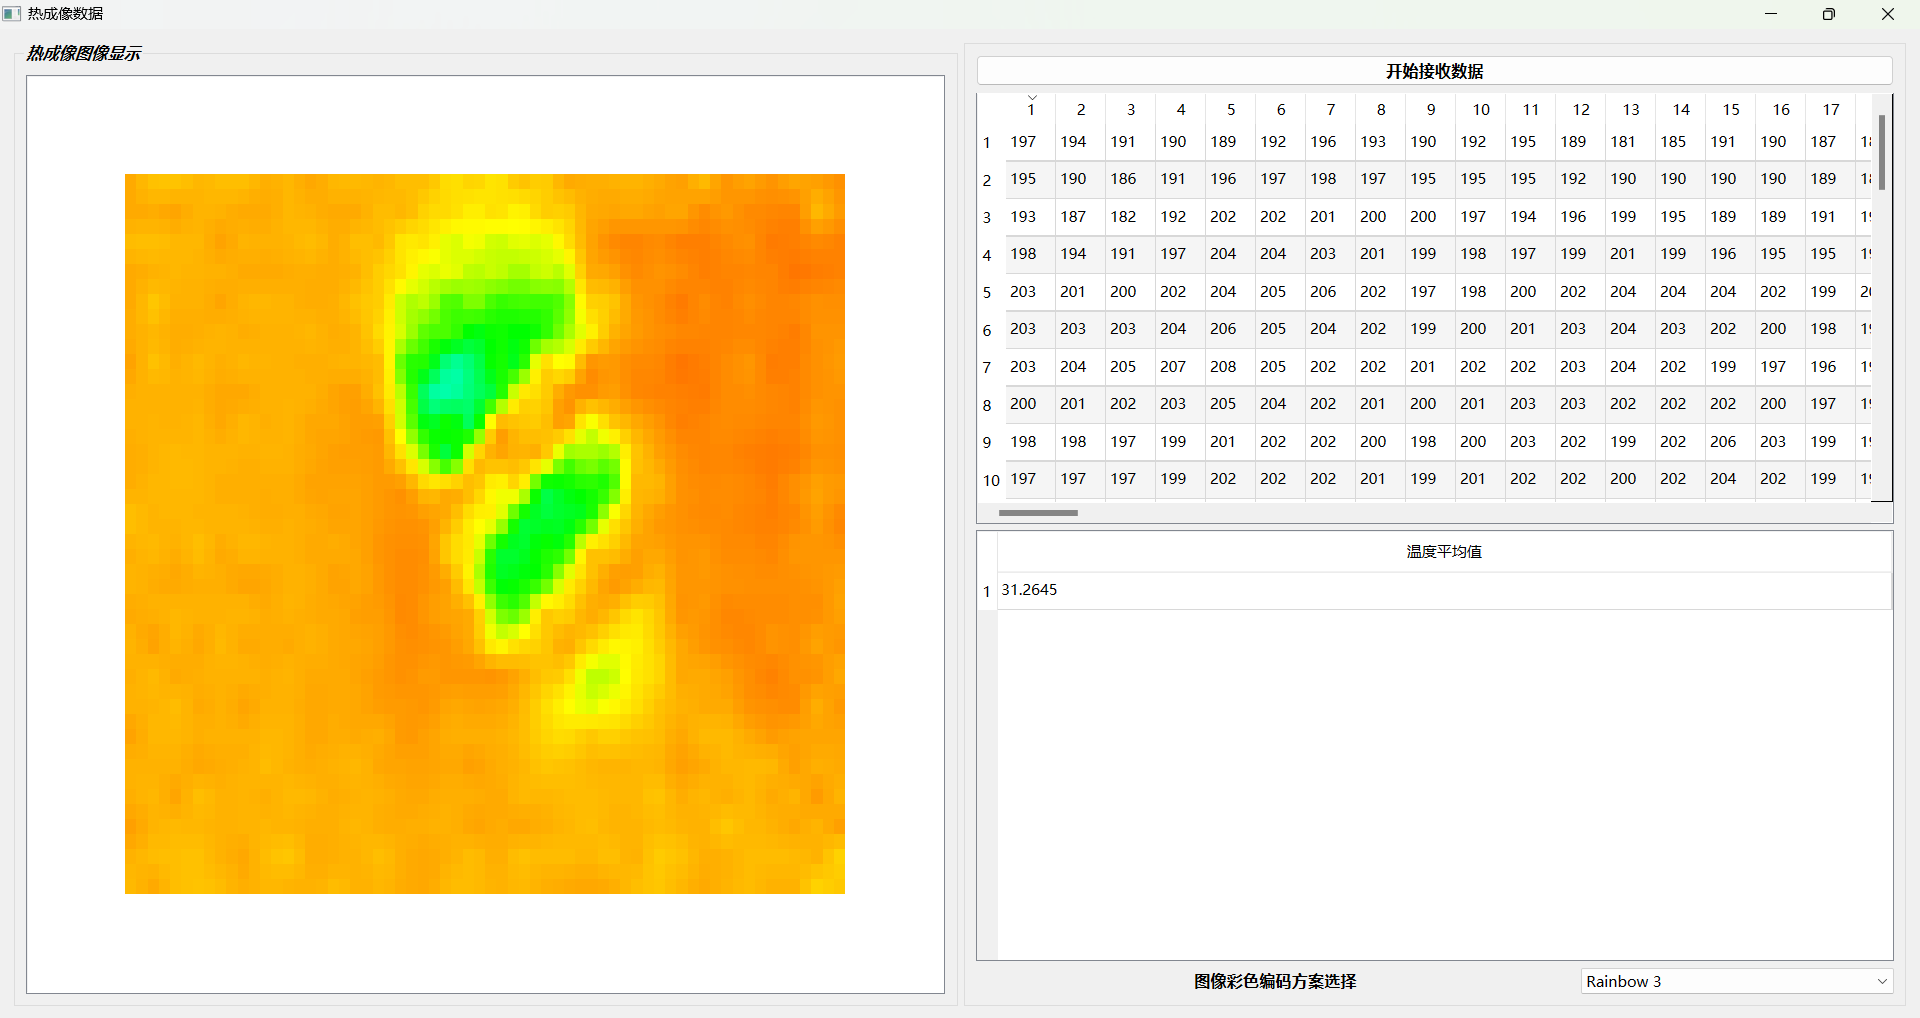 热成像数据
热成像图像显示
开始接收数据
1 2 3 4 5 6 7 8 9 10 11 12 13 14 15 16 17
1 197 194 191 190 189 192 196 193 190 192 195 189 181 185 191 190 187
2 195 190 186 191 196 197 198 197 195 195 195 192 190 190 190 190 189
3 193 187 182 192 202 202 201 200 200 197 194 196 199 195 189 189 191
4 198 194 191 197 204 204 203 201 199 198 197 199 201 199 196 195 195
5 203 201 200 202 204 205 206 202 197 198 200 202 204 204 204 202 199
6 203 203 203 204 206 205 204 202 199 200 201 203 204 203 202 200 198
7 203 204 205 207 208 205 202 202 201 202 202 203 204 202 199 197 196
8 200 201 202 203 205 204 202 201 200 201 203 203 202 202 202 200 197
9 198 198 197 199 201 202 202 200 198 200 203 202 199 202 206 203 199
10 197 197 197 199 202 202 202 201 199 201 202 202 200 202 204 202 199
温度平均值
1 31.2645
图像彩色编码方案选择
Rainbow 3